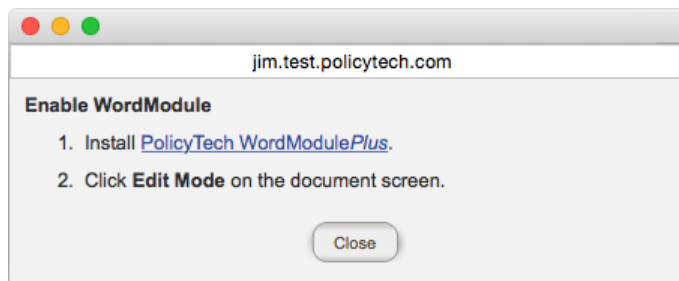 jim.test.policytech.com
Enable WordModule
1. Install PolicyTech WordModulePlus.
2. Click Edit Mode on the document screen.
Close